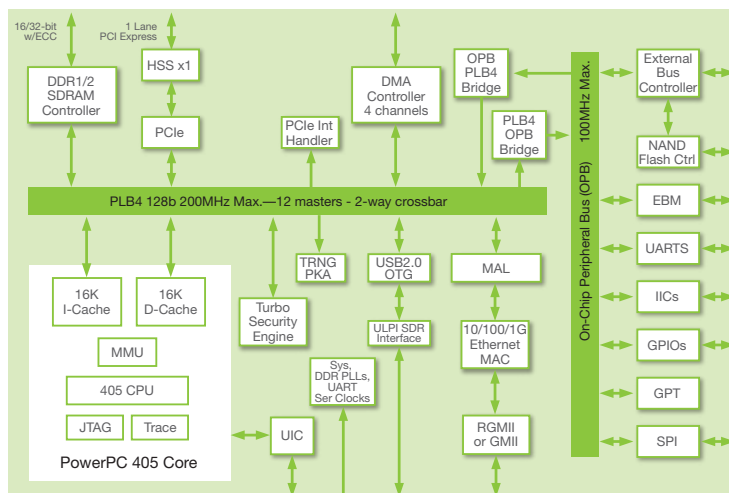 16/32-bit
w/ECC
1 Lane
PCI Express
DDR1/2
SDRAM
Controller
HSS x1
PCIe
PCIe Int
Handler
DMA
Controller
4 channels
OPB
PLB4
Bridge
PLB4
OPB
Bridge
On-Chip Peripheral Bus (OPB) 100MHz Max.
External
Bus
Controller
NAND
Flash Ctrl
EBM
UARTS
IICs
GPIOs
GPT
SPI
PLB4 128b 200MHz Max.—12 masters - 2-way crossbar
16K
I-Cache
16K
D-Cache
MMU
405 CPU
JTAG
Trace
PowerPC 405 Core
Turbo
Security
Engine
TRNG
PKA
USB2.0
OTG
ULPI SDR
Interface
MAL
10/100/1G
Ethernet
MAC
RGMII
or GMII
Sys,
DDR PLLs,
UART
Ser Clocks
UIC